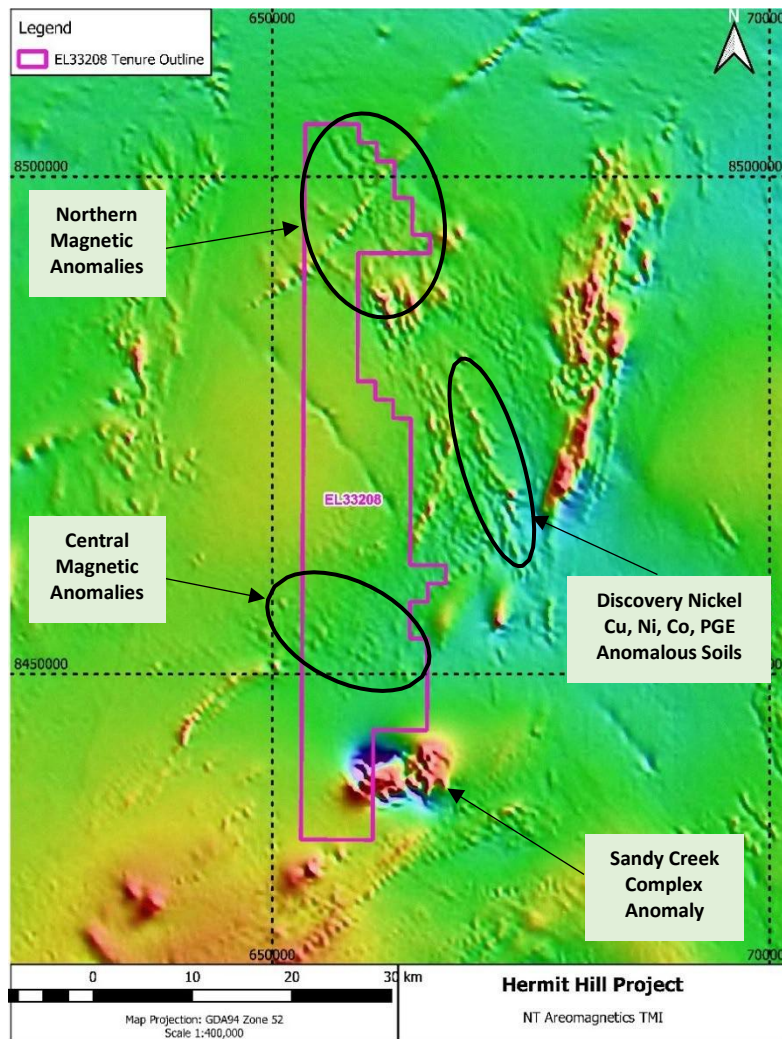 650000
70
N
Legend
EL33208 Tenure Outline
8500000
8500000
Northern
Magnetic
Anomalies
EL33208
Central
Magnetic
Anomalies
Discovery Nickel
Cu, Ni, Co, PGE
Anomalous Soils
8450000
8450000
Sandy Creek
Complex
Anomaly
650000
70
0 10 20 30 km
Map Projection: GDA94 Zone 52
Scale 1:400,000
Hermit Hill Project
NT Areomagnetics TMI